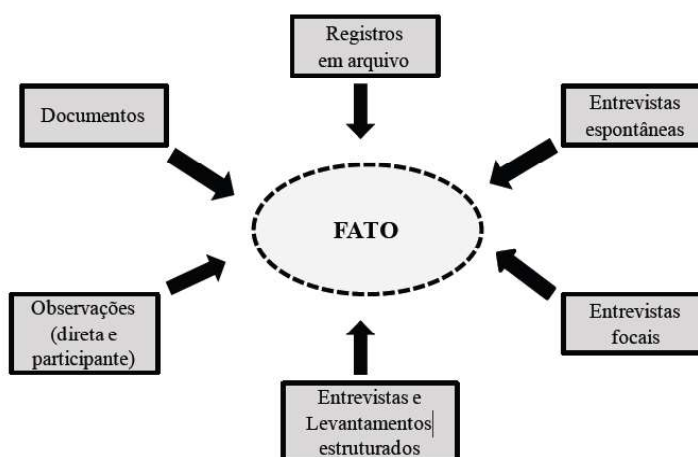 Registros
em arquivo
Documentos
Entrevistas
espontâneas
FATO
Observações
(direta e
participante)
Entrevistas
focais
Entrevistas e
Levantamentos
estruturados